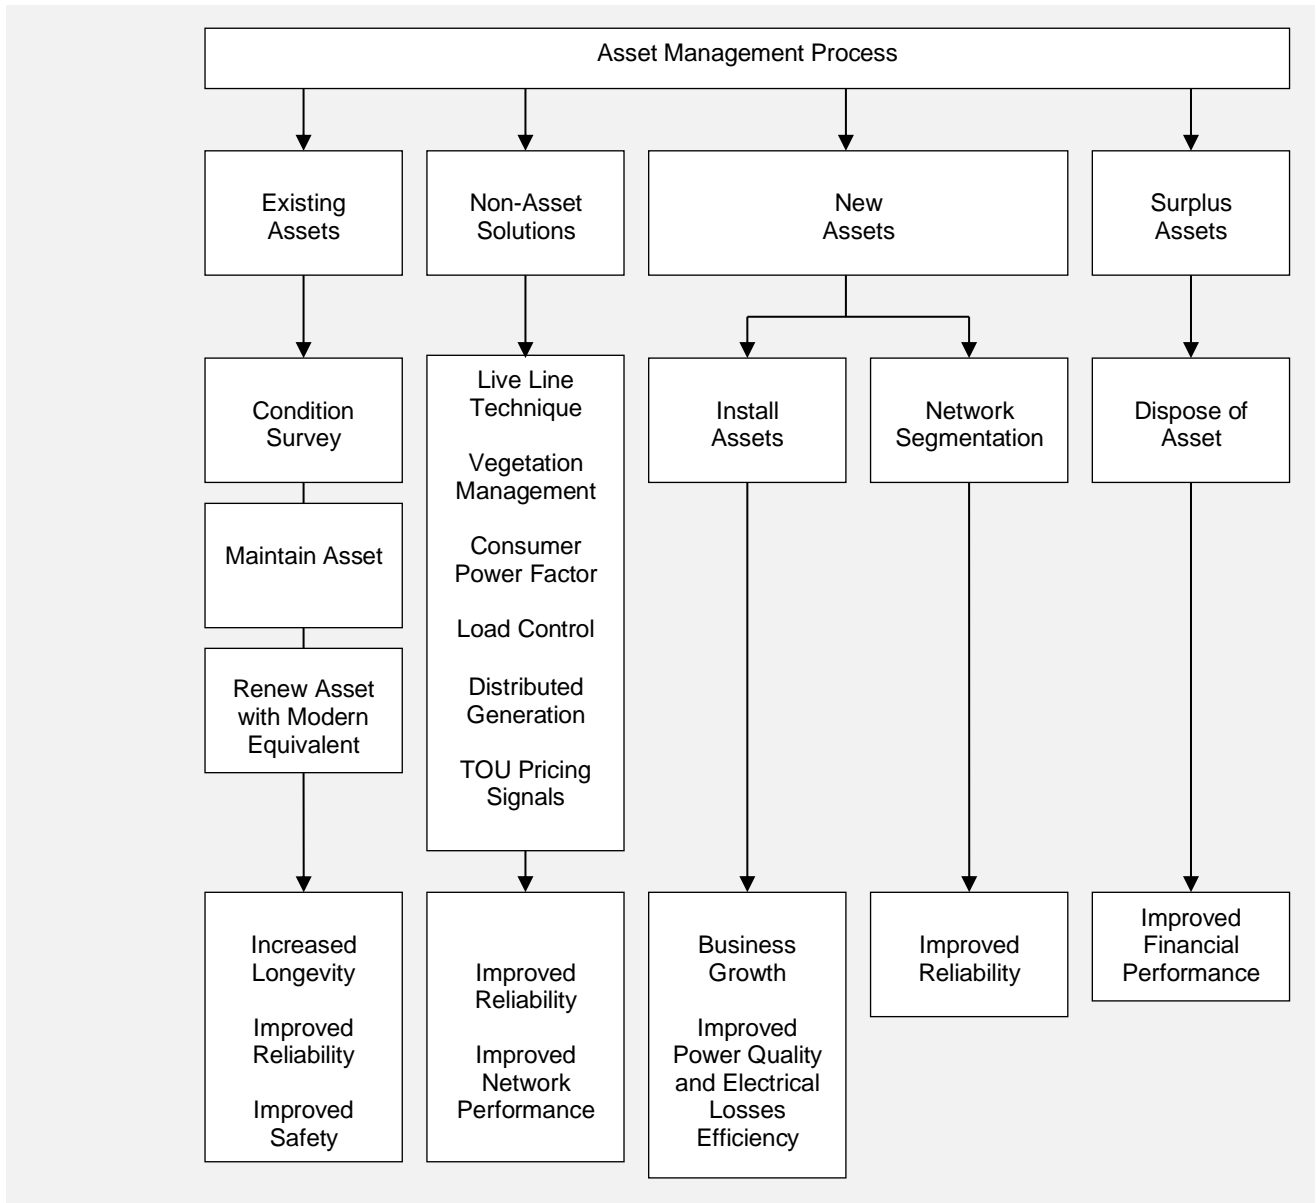 Asset Management Process
Existing
Assets
Non-Asset
Solutions
New
Assets
Surplus
Assets
Condition
Survey
Maintain Asset
Renew Asset
with Modern
Equivalent
Live Line
Technique
Vegetation
Management
Consumer
Power Factor
Load Control
Distributed
Generation
TOU Pricing
Signals
Install
Assets
Network
Segmentation
Dispose of
Asset
Increased
Longevity
Improved
Reliability
Improved
Safety
Improved
Reliability
Improved
Network
Performance
Business
Growth
Improved
Power Quality
and Electrical
Losses
Efficiency
Improved
Reliability
Improved
Financial
Performance